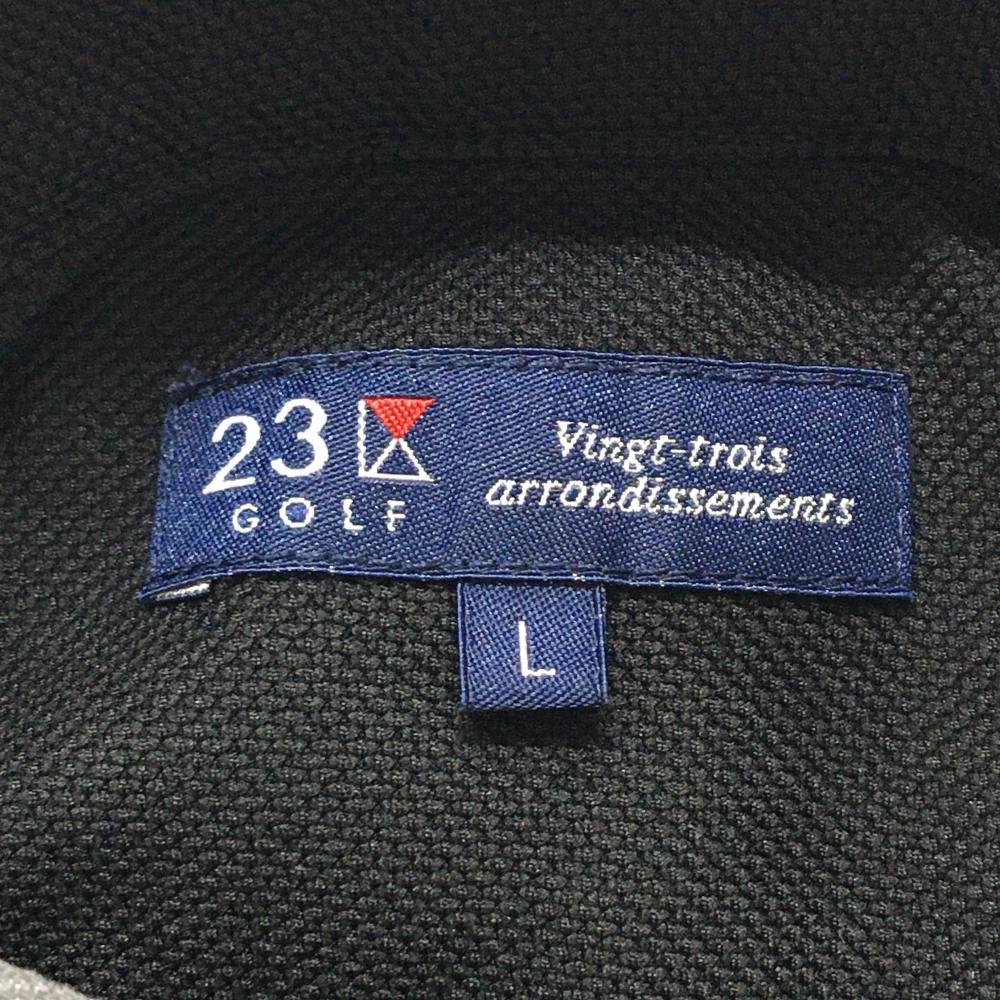 23
GOLF
Vingt-trois
arrondissements
L